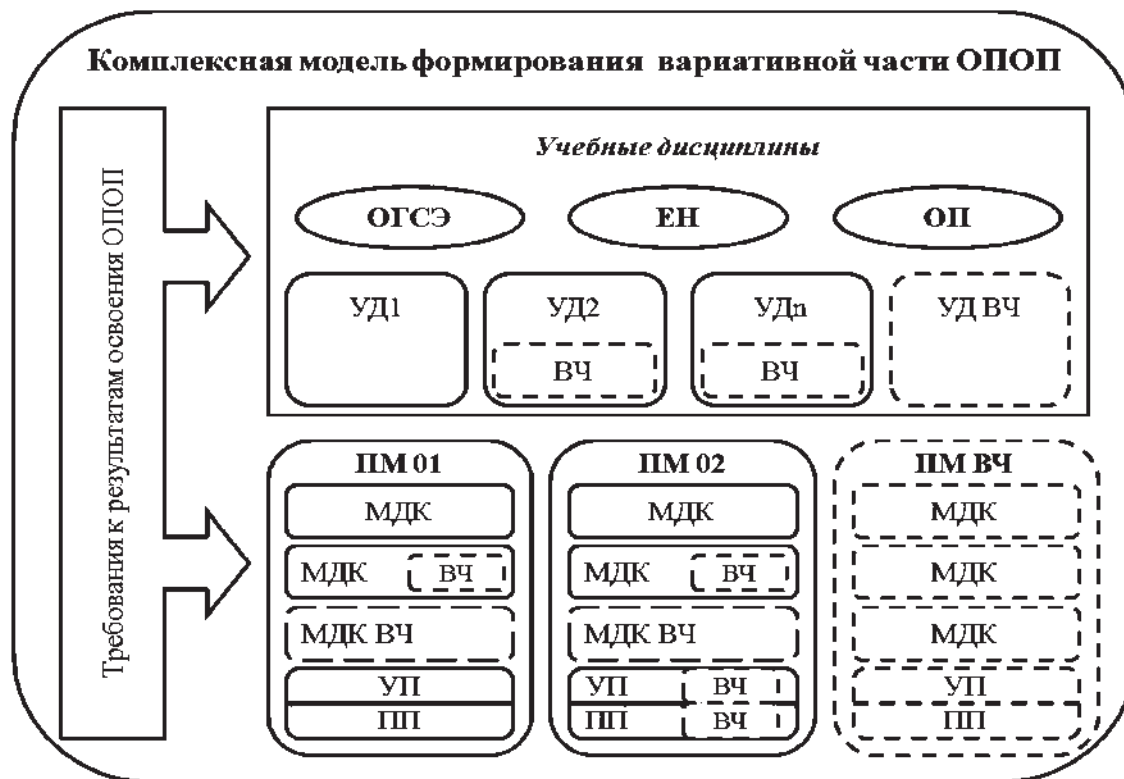 Комплексная модель формирования вариативной части ОПОП
Требования к результатам освоения ОПОП
Учебные дисциплины
ОГСЭ ЕН ОП
УД1 УД2 УДn УД ВЧ
ВЧ ВЧ
ПМ 01
МДК
МДК ВЧ
МДК ВЧ
УП
ПП
ПМ 02
МДК
МДК ВЧ
МДК ВЧ
УП ВЧ
ПП ВЧ
ПМ ВЧ
МДК
МДК
МДК
УП
ПП